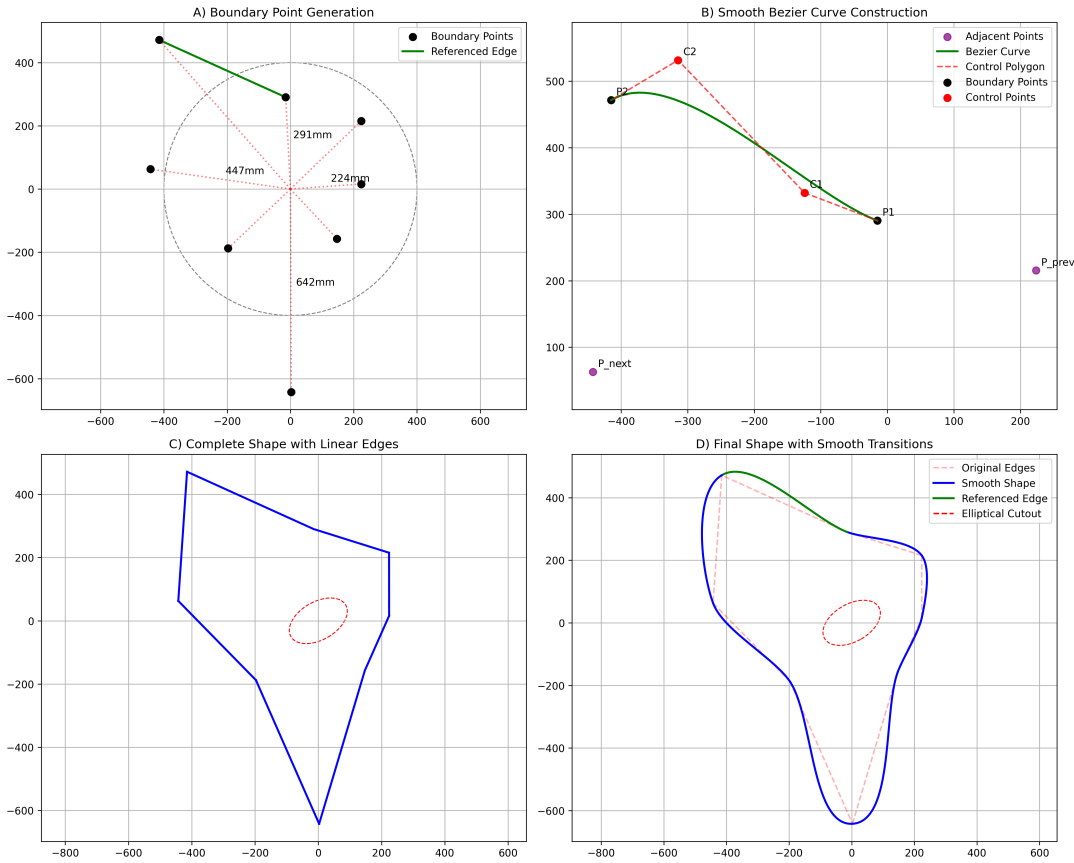 A) Boundary Point Generation
Boundary Points
Referenced Edge
291mm
447mm
224mm
642mm
400
200
0
−200
−400
−600
−600
−400
−200
0
200
400
600
B) Smooth Bezier Curve Construction
Adjacent Points
Bezier Curve
Control Polygon
Boundary Points
Control Points
C2
P2
C1
P1
P_prev
P_next
500
400
300
200
100
−400
−300
−200
−100
0
100
200
C) Complete Shape with Linear Edges
400
200
0
−200
−400
−600
−800
−600
−400
−200
0
200
400
600
D) Final Shape with Smooth Transitions
Original Edges
Smooth Shape
Referenced Edge
Elliptical Cutout
400
200
0
−200
−400
−600
−800
−600
−400
−200
0
200
400
600